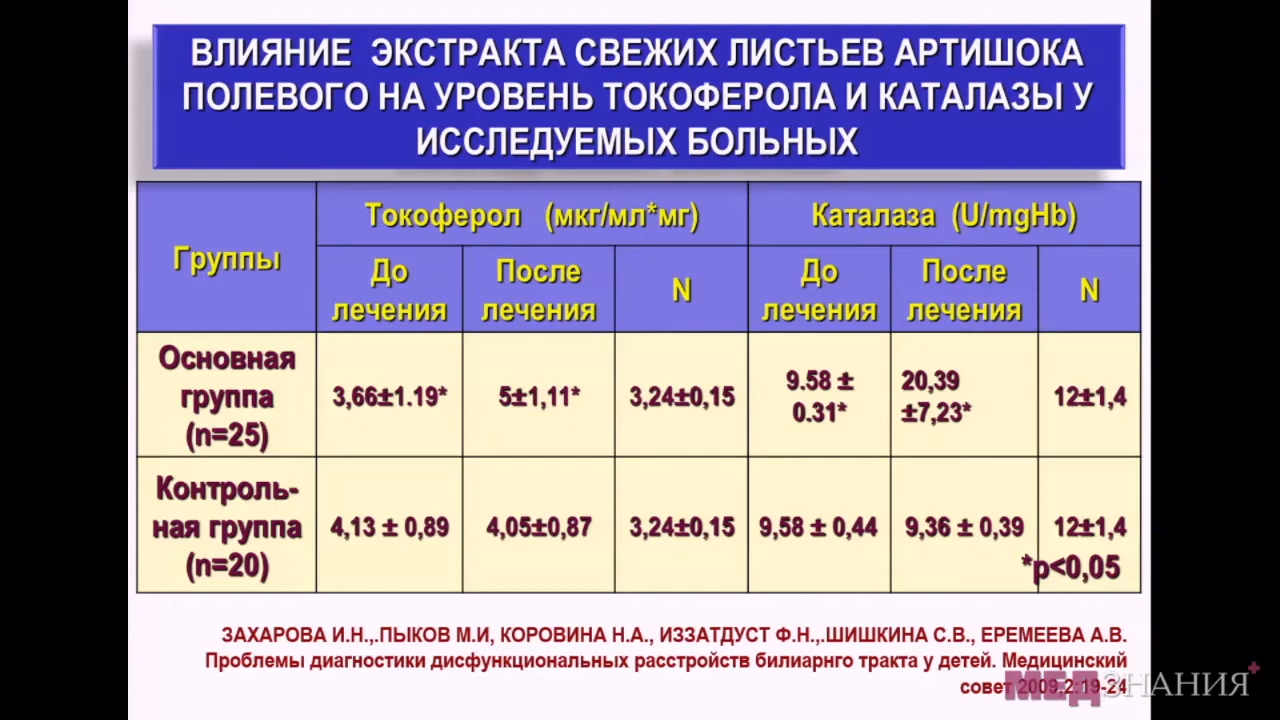 ВЛИЯНИЕ ЭКСТРАКТА СВЕЖИХ ЛИСТЬЕВ АРТИШОКА
ПОЛЕВОГО НА УРОВЕНЬ ТОКОФЕРОЛА И КАТАЛАЗЫ У
ИССЛЕДУЕМЫХ БОЛЬНЫХ
Группы
Токоферол (мкг/мл*мг)
Каталаза (U/mgHb)
До
лечения
После
лечения
N
До
лечения
После
лечения
N
Основная
группа
(n=25)
3,66±1.19*
5±1,11*
3,24±0,15
9.58 ±
0.31*
20,39
±7,23*
12±1,4
Контроль-
ная группа
(n=20)
4,13 ± 0,89
4,05±0,87
3,24±0,15
9,58 ± 0,44
9,36 ± 0,39
12±1,4
*p<0,05
ЗАХАРОВА И.Н.,.ПЫКОВ М.И, КОРОВИНА Н.А., ИЗЗАТДУСТ Ф.Н.,.ШИШКИНА С.В., ЕРЕМЕЕВА А.В.
Проблемы диагностики дисфункциональных расстройств билиарнго тракта у детей. Медицинский
совет 2009.2:19-24
МЕДЗНАНИЯ+